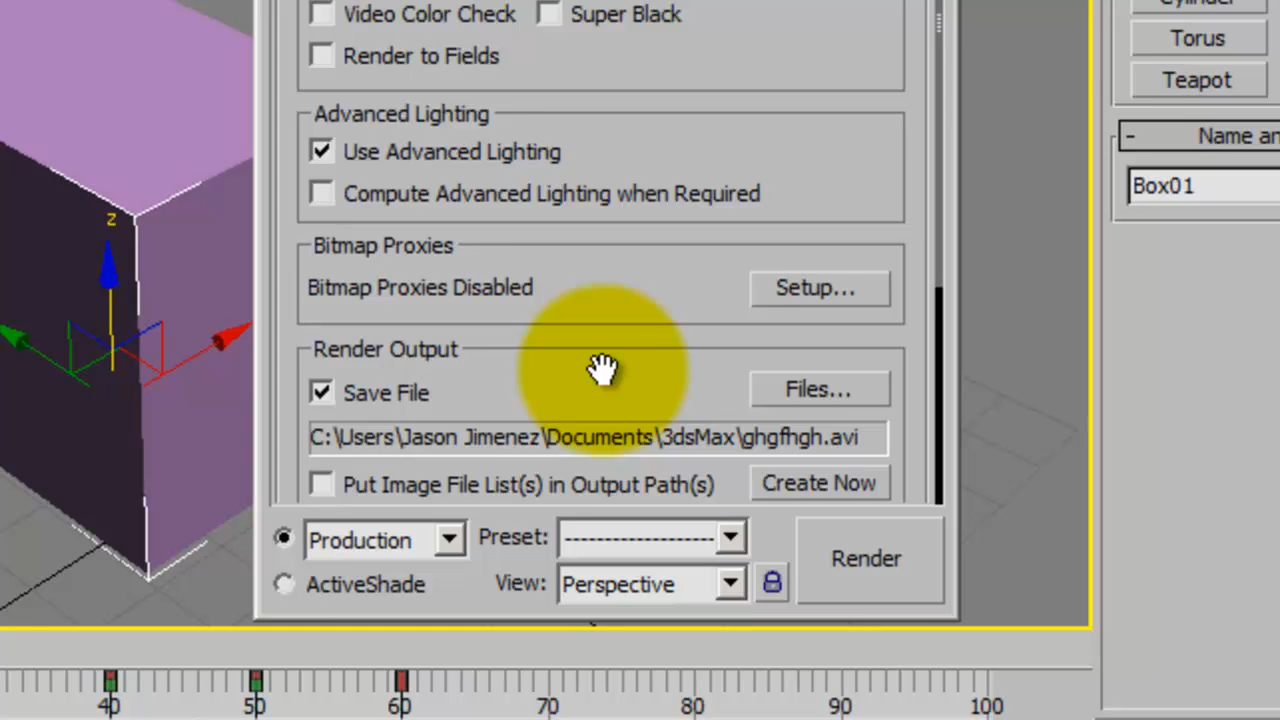 Video Color Check
Super Black
Render to Fields
Advanced Lighting
Use Advanced Lighting
Compute Advanced Lighting when Required
Bitmap Proxies
Bitmap Proxies Disabled
Setup...
Render Output
Save File
Files...
C:\Users\Jason Jimenez\Documents\3dsMax\ghgfhgh.avi
Put Image File List(s) in Output Path(s)
Create Now
Production
Preset:
--------------------
Render
ActiveShade
View:
Perspective
Cylinder
Torus
Teapot
- Name an
Box01
z
40 50 60 70 80 90 100